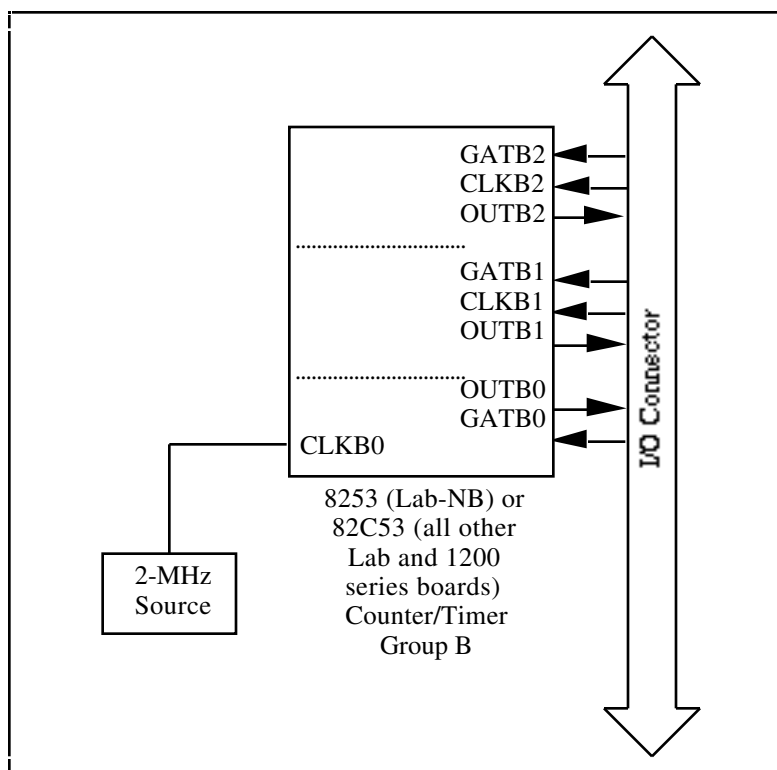 GATB2
CLKB2
OUTB2
GATB1
CLKB1
OUTB1
OUTB0
GATB0
CLKB0
I/O Connector
2-MHz
Source
8253 (Lab-NB) or
82C53 (all other
Lab and 1200
series boards)
Counter/Timer
Group B